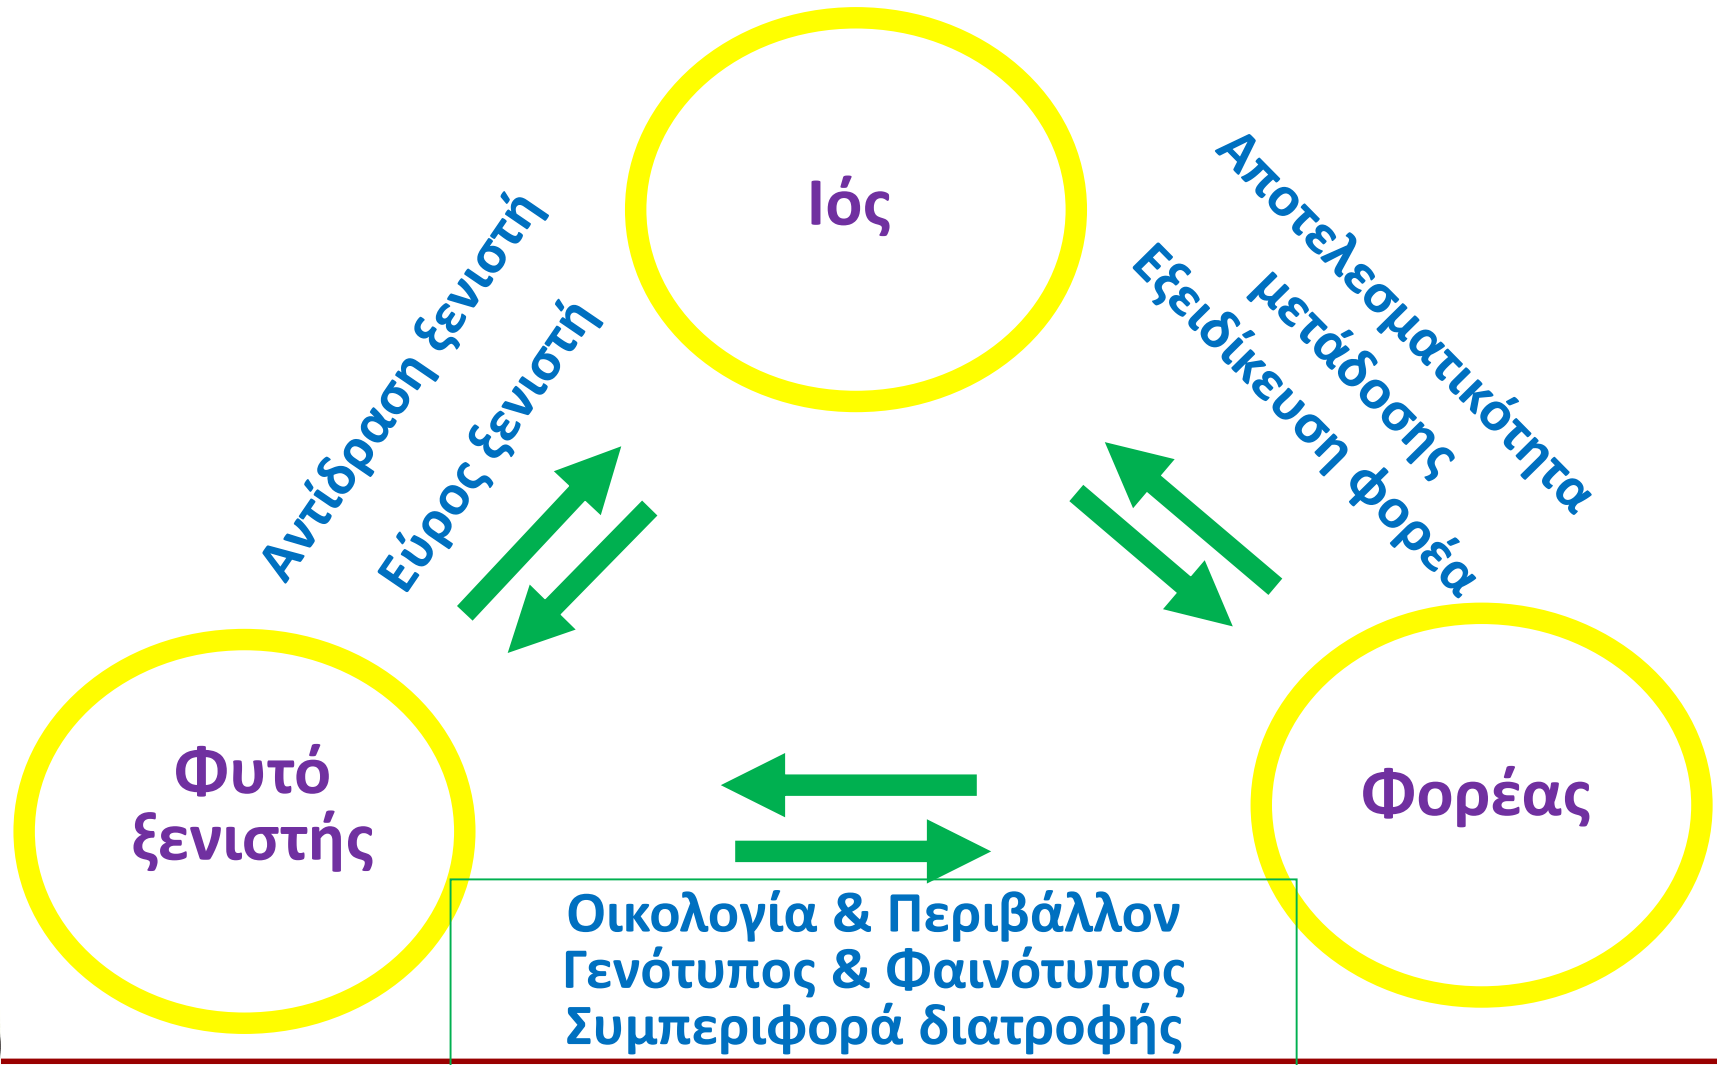 Ιός
Αντίδραση ξενιστή
Εύρος ξενιστή
Αποτελεσματικότητα
μετάδοσης
Εξειδίκευση φορέα
Φυτό
ξενιστής
Φορέας
Οικολογία & Περιβάλλον
Γενότυπος & Φαινότυπος
Συμπεριφορά διατροφής